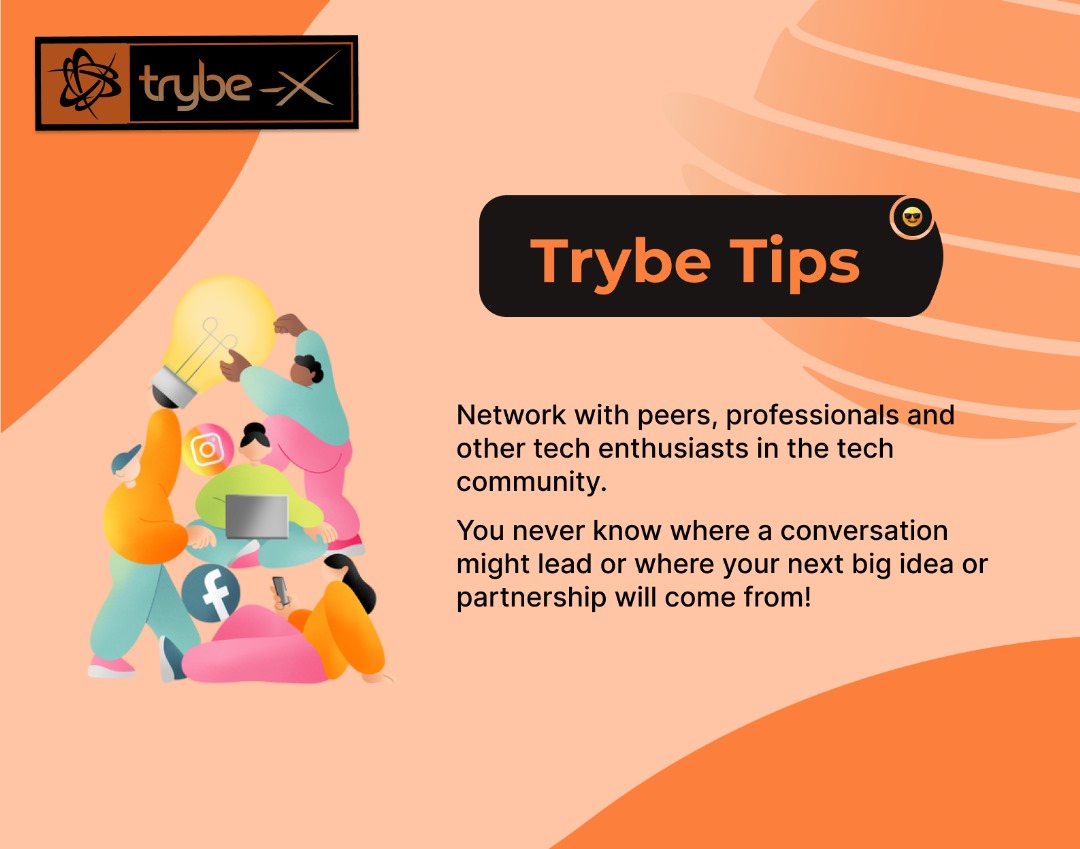 trybe-X
Trybe Tips
Network with peers, professionals and
other tech enthusiasts in the tech
community.
You never know where a conversation
might lead or where your next big idea or
partnership will come from!